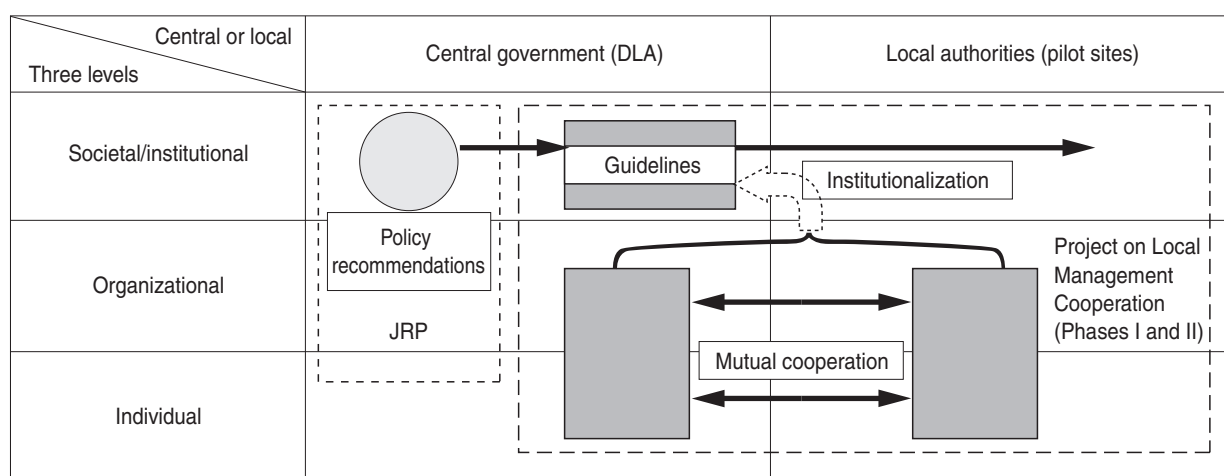 Central or local
Three levels
Central government (DLA)
Local authorities (pilot sites)
Societal/institutional
Guidelines
Institutionalization
Policy
recommendations
Organizational
Project on Local
Management
Cooperation
(Phases I and II)
JRP
Mutual cooperation
Individual